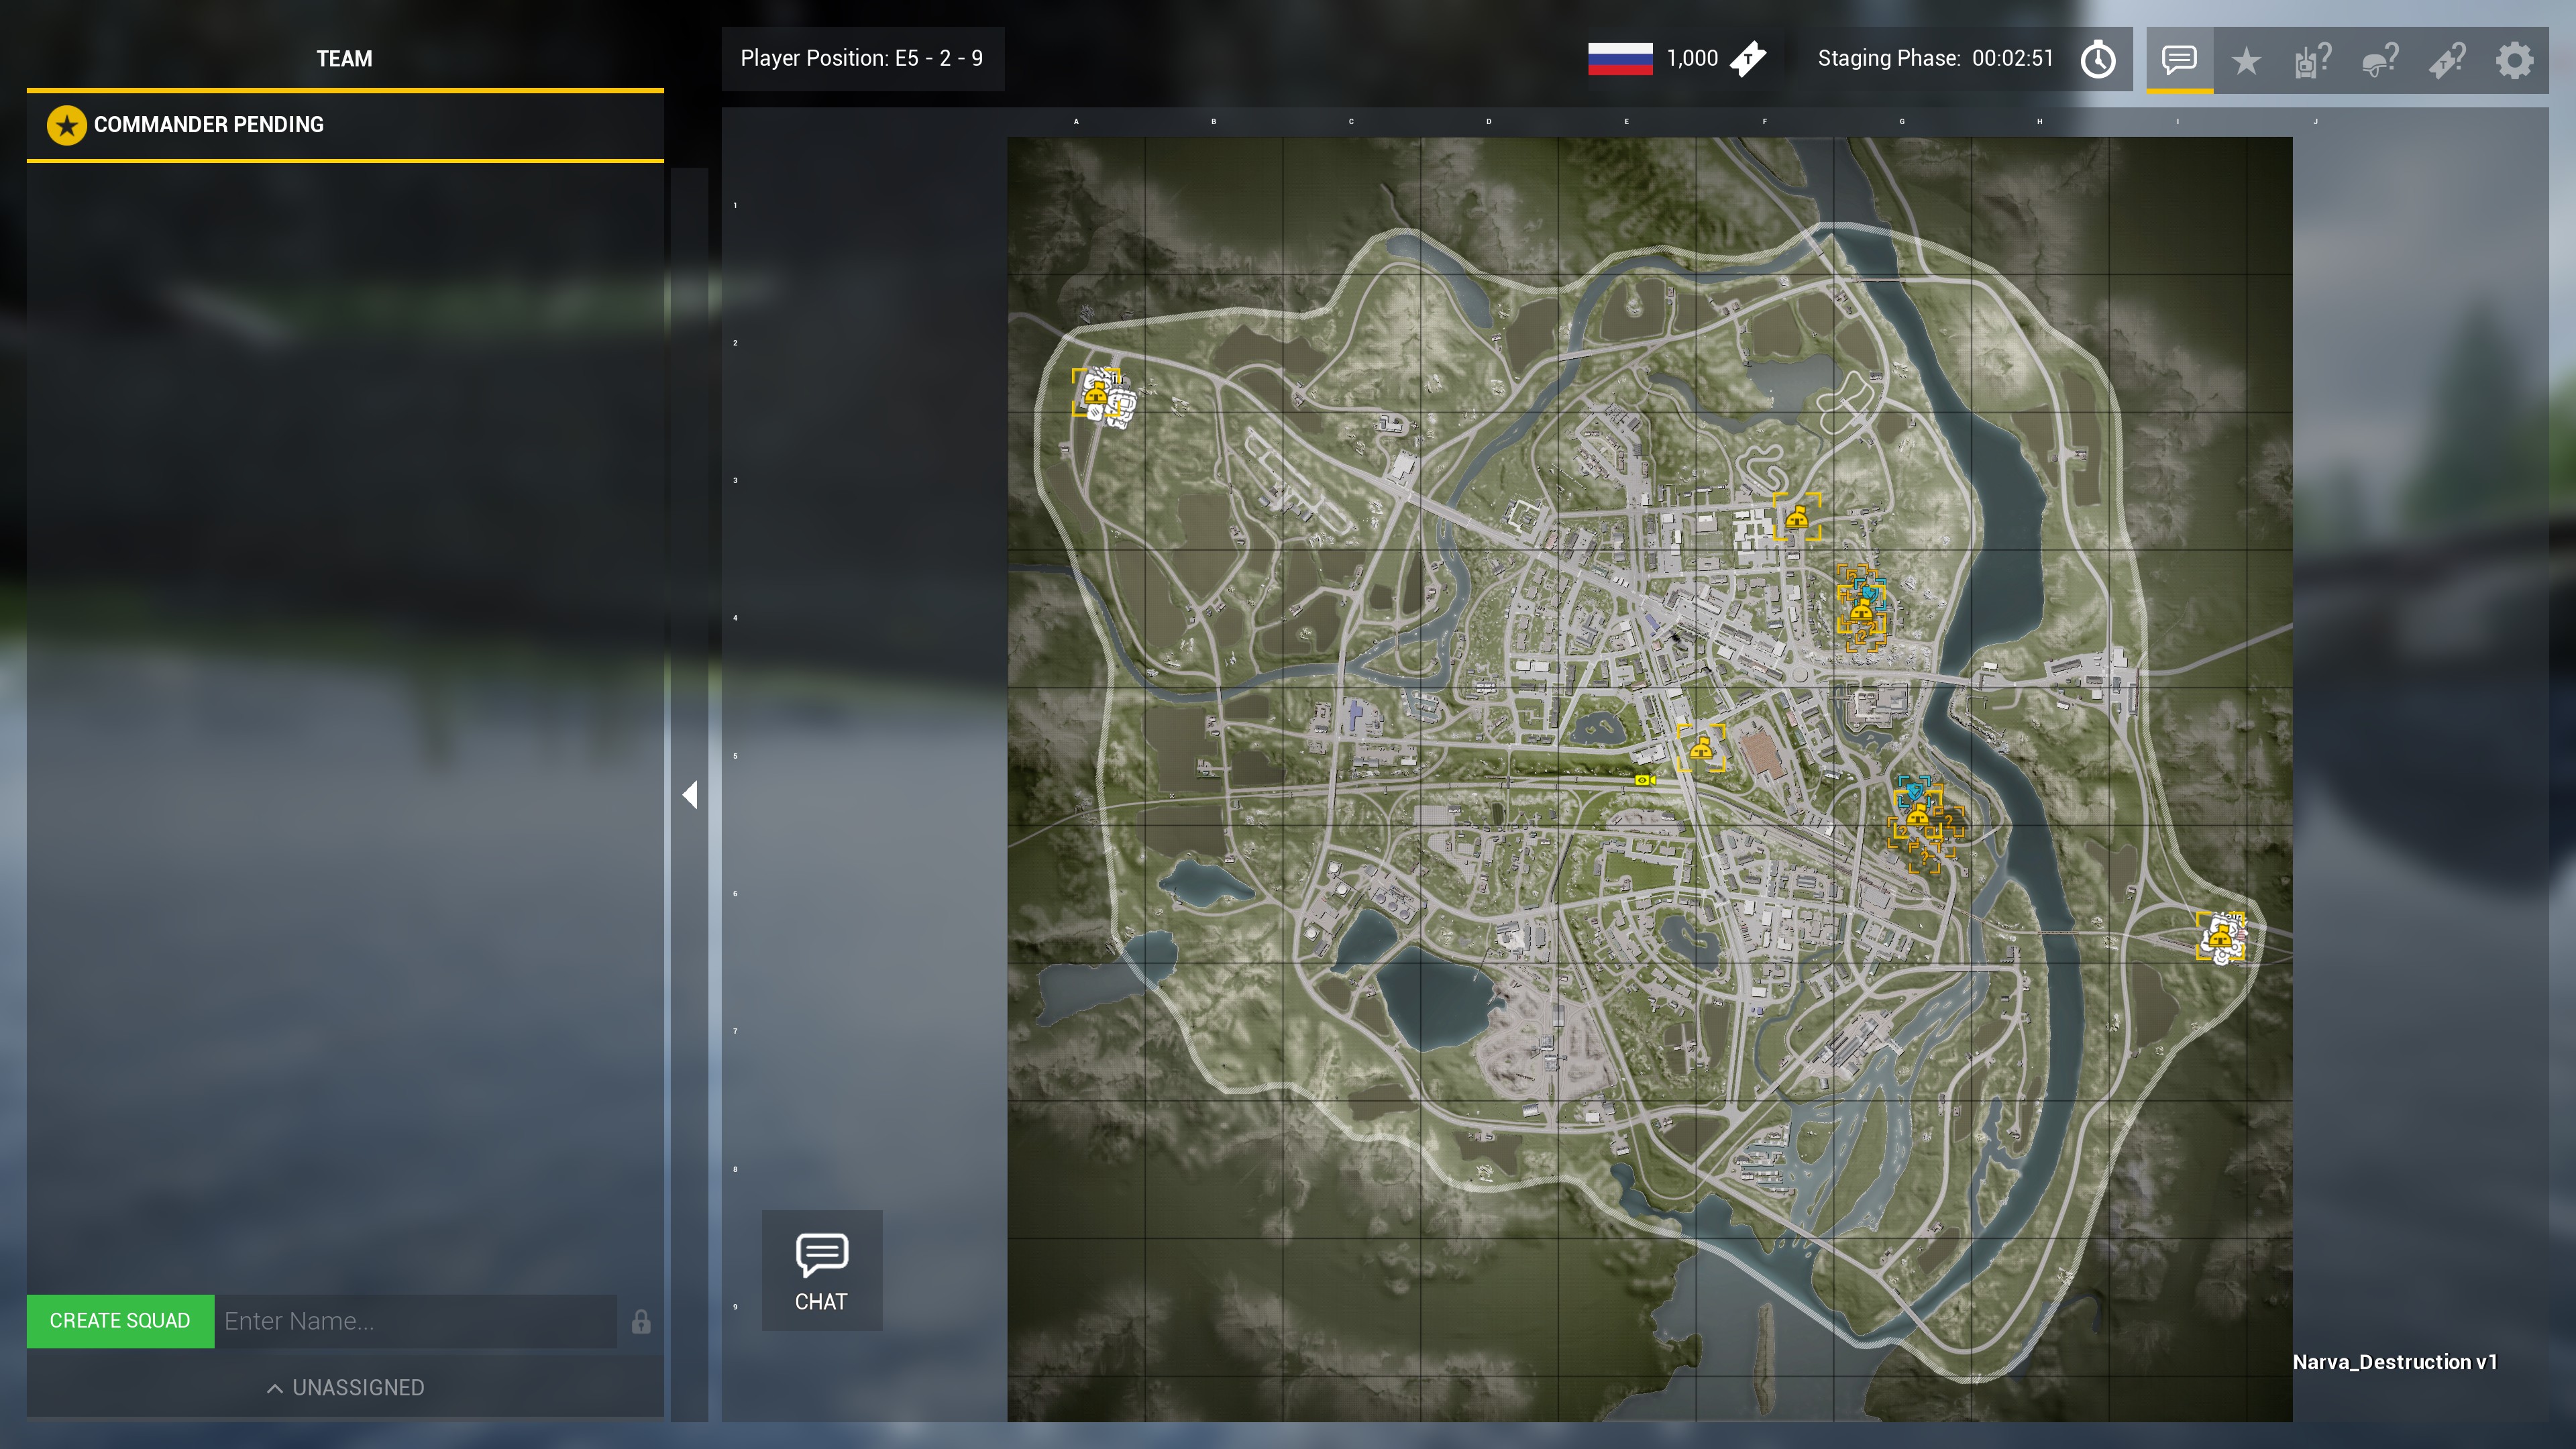 TEAM
Player Position: E5 - 2 - 9
1,000
T
Staging Phase: 00:02:51
COMMANDER PENDING
A B C D E F G H I J
1
2
3
4
5
6
7
8
9
CHAT
CREATE SQUAD
Enter Name...
UNASSIGNED
Narva_Destruction v1